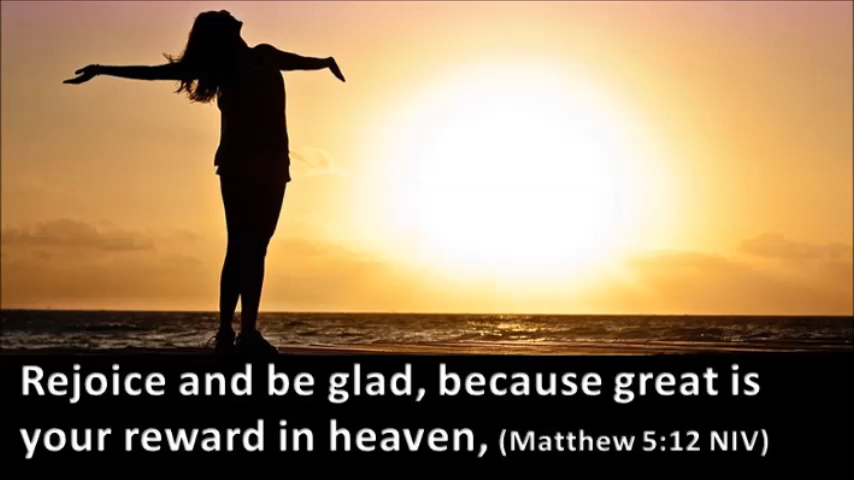 Rejoice and be glad, because great is
your reward in heaven, (Matthew 5:12 NIV)